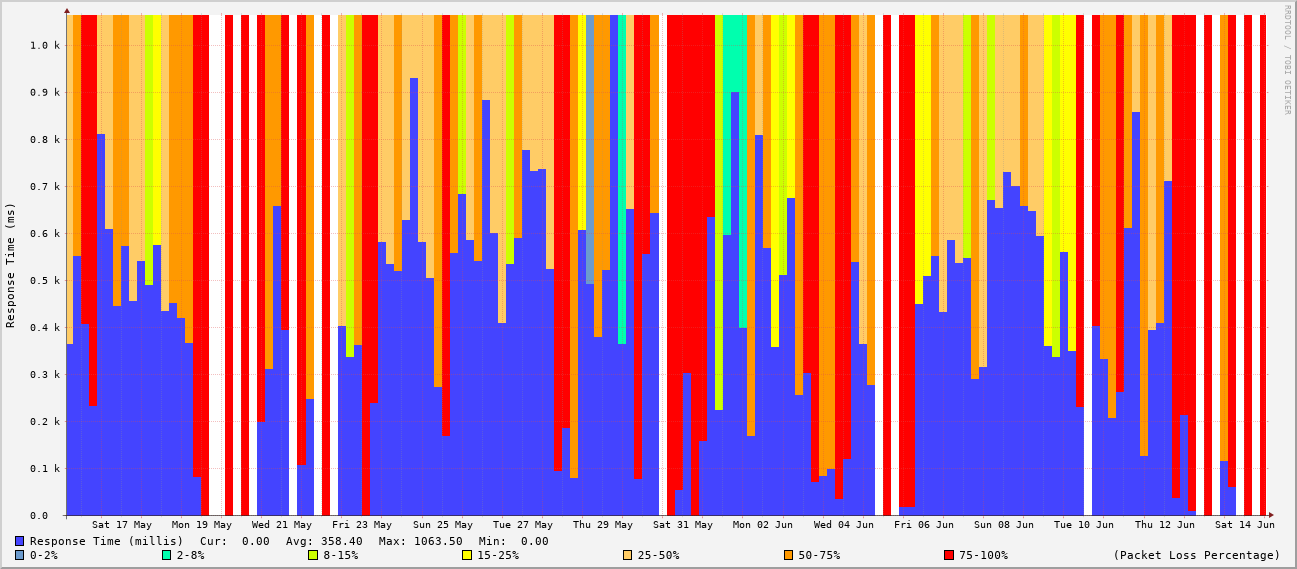 RRDTOOL / TOBI OETIKER
Response Time (ms)
1.0 k
0.9 k
0.8 k
0.7 k
0.6 k
0.5 k
0.4 k
0.3 k
0.2 k
0.1 k
0.0
Sat 17 May Mon 19 May Wed 21 May Fri 23 May Sun 25 May Tue 27 May Thu 29 May Sat 31 May Mon 02 Jun Wed 04 Jun Fri 06 Jun Sun 08 Jun Tue 10 Jun Thu 12 Jun Sat 14 Jun
Response Time (millis) Cur: 0.00 Avg: 358.40 Max: 1063.50 Min: 0.00
0-2% 2-8% 8-15% 15-25% 25-50% 50-75% 75-100% (Packet Loss Percentage)